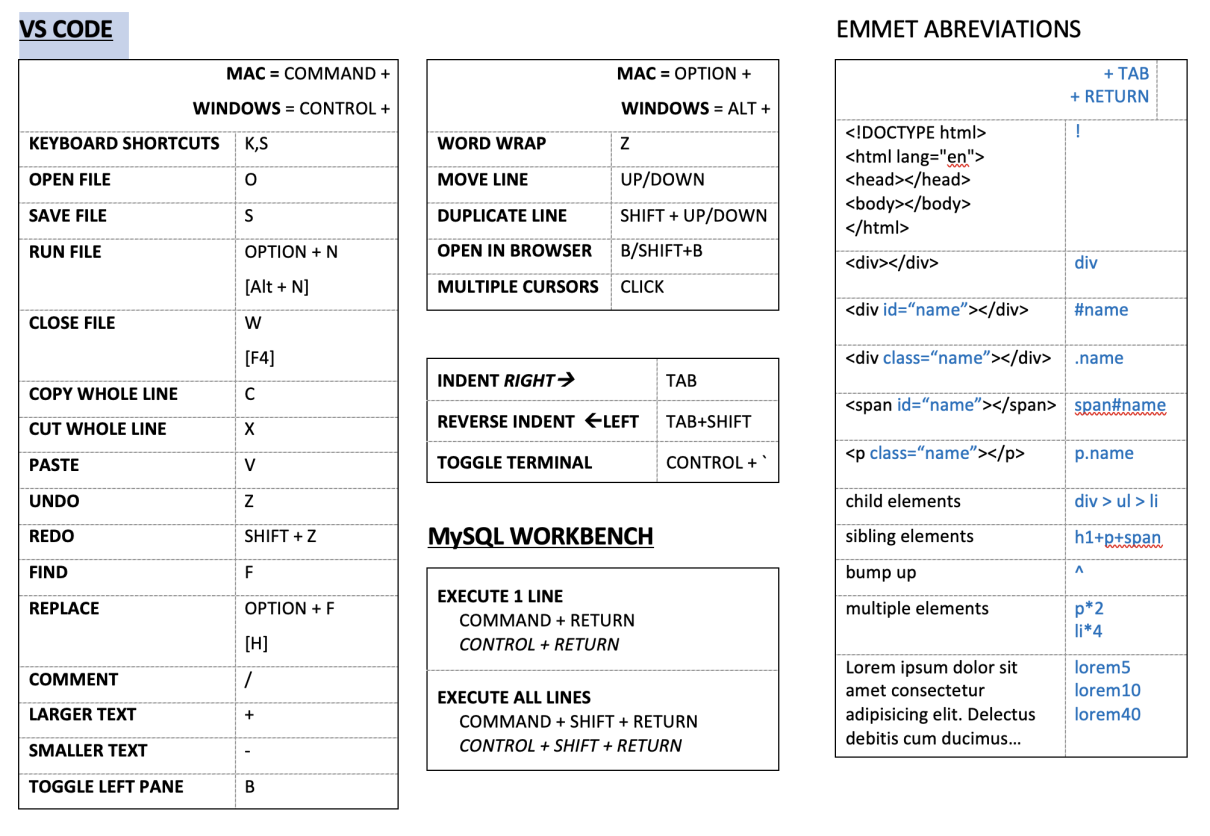 VS CODE
MAC = COMMAND +
WINDOWS = CONTROL +
KEYBOARD SHORTCUTS K,S
OPEN FILE O
SAVE FILE S
RUN FILE OPTION + N
[Alt + N]
CLOSE FILE W
[F4]
COPY WHOLE LINE C
CUT WHOLE LINE X
PASTE V
UNDO Z
REDO SHIFT + Z
FIND F
REPLACE OPTION + F
[H]
COMMENT /
LARGER TEXT +
SMALLER TEXT -
TOGGLE LEFT PANE B
MAC = OPTION +
WINDOWS = ALT +
WORD WRAP Z
MOVE LINE UP/DOWN
DUPLICATE LINE SHIFT + UP/DOWN
OPEN IN BROWSER B/SHIFT+B
MULTIPLE CURSORS CLICK
INDENT RIGHT→ TAB
REVERSE INDENT ←LEFT TAB+SHIFT
TOGGLE TERMINAL CONTROL + `
MySQL WORKBENCH
EXECUTE 1 LINE
COMMAND + RETURN
CONTROL + RETURN
EXECUTE ALL LINES
COMMAND + SHIFT + RETURN
CONTROL + SHIFT + RETURN
EMMET ABREVIATIONS
+ TAB
+ RETURN
<!DOCTYPE html> !
<html lang="en">
<head></head>
<body></body>
</html>
<div></div> div
<div id=“name”></div> #name
<div class=“name”></div> .name
<span id=“name”></span> span#name
<p class=“name”></p> p.name
child elements div > ul > li
sibling elements h1+p+span
bump up ^
multiple elements p*2
li*4
Lorem ipsum dolor sit lorem5
amet consectetur lorem10
adipisicing elit. Delectus lorem40
debitis cum ducimus…